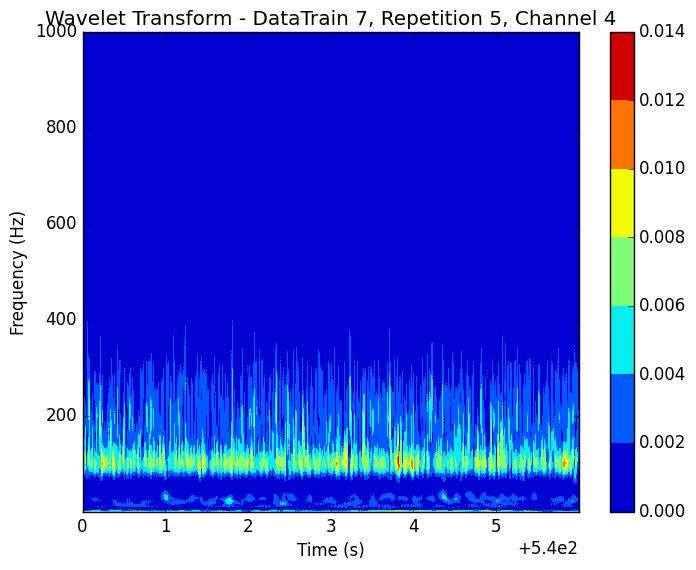 Wavelet Transform - DataTrain 7, Repetition 5, Channel 4
1000
800
600
400
200
Frequency (Hz)
0 1 2 3 4 5
Time (s)
+5.4e2
0.014
0.012
0.010
0.008
0.006
0.004
0.002
0.000